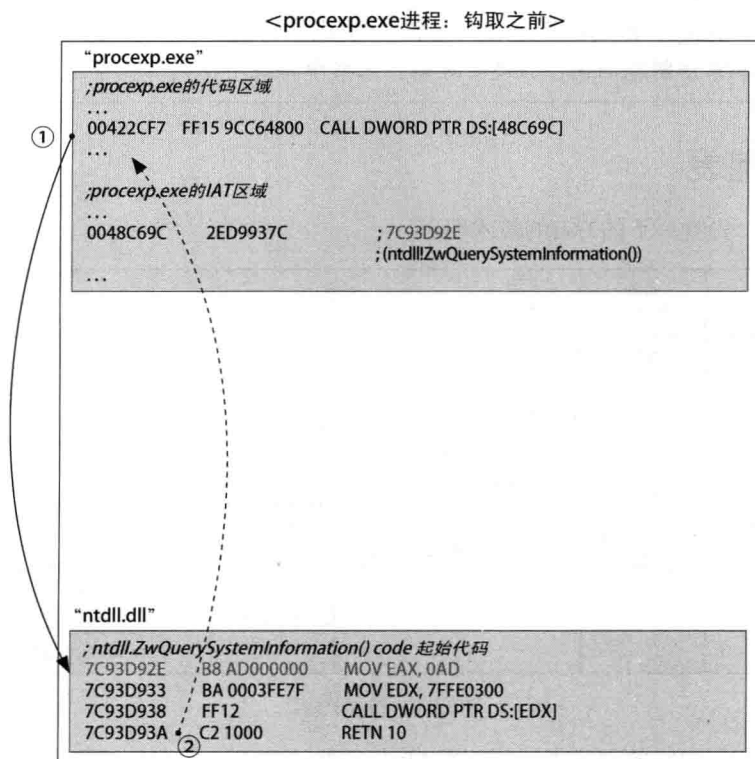 <procexp.exe进程：钩取之前>
“procexp.exe”
;procexp.exe的代码区域
...
① 00422CF7 FF15 9CC64800 CALL DWORD PTR DS:[48C69C]
...
;procexp.exe的IAT区域
...
0048C69C 2ED9937C ; 7C93D92E
; (ntdll!ZwQuerySystemInformation())
...
“ntdll.dll”
; ntdll.ZwQuerySystemInformation() code 起始代码
7C93D92E B8 AD000000 MOV EAX, 0AD
7C93D933 BA 0003FE7F MOV EDX, 7FFE0300
7C93D938 FF12 CALL DWORD PTR DS:[EDX]
7C93D93A ② C2 1000 RETN 10